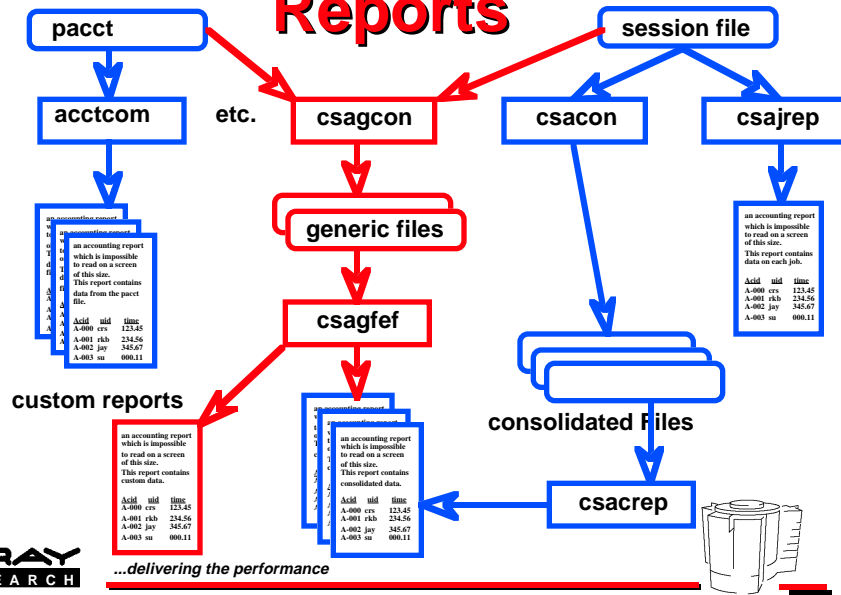 Reports
pacct
session file
acctcom
etc.
csagcon
csacon
csajrep
generic files
an accounting report
which is impossible
to read on a screen
of this size.
This report contains
data from the pacct
file.
Acid uid time
A-000 crs 123.45
A-001 rkb 234.56
A-002 jay 345.67
A-003 su 000.11
an accounting report
which is impossible
to read on a screen
of this size.
This report contains
data on each job.
Acid uid time
A-000 crs 123.45
A-001 rkb 234.56
A-002 jay 345.67
A-003 su 000.11
csagfef
custom reports
consolidated Files
an accounting report
which is impossible
to read on a screen
of this size.
This report contains
custom data.
Acid uid time
A-000 crs 123.45
A-001 rkb 234.56
A-002 jay 345.67
A-003 su 000.11
an accounting report
which is impossible
to read on a screen
of this size.
This report contains
consolidated data.
Acid uid time
A-000 crs 123.45
A-001 rkb 234.56
A-002 jay 345.67
A-003 su 000.11
csacrep
RAY
EARCH
...delivering the performance